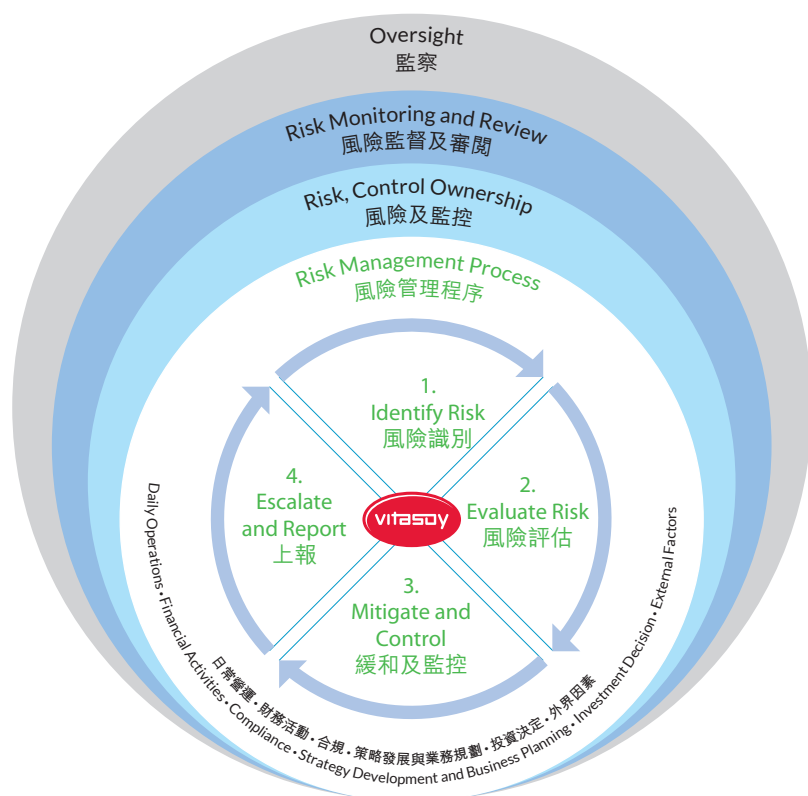 Oversight
監察
Risk Monitoring and Review
風險監督及審閱
Risk, Control Ownership
風險及監控
Risk Management Process
風險管理程序
1.
Identify Risk
風險識別
2.
Evaluate Risk
風險評估
3.
Mitigate and
Control
緩和及監控
4.
Escalate
and Report
上報
vitasoy
日常營運•財務活動•合規•策略發展與業務規劃•投資決定•外界因素
Daily Operations • Financial Activities • Compliance • Strategy Development and Business Planning • Investment Decision • External Factors